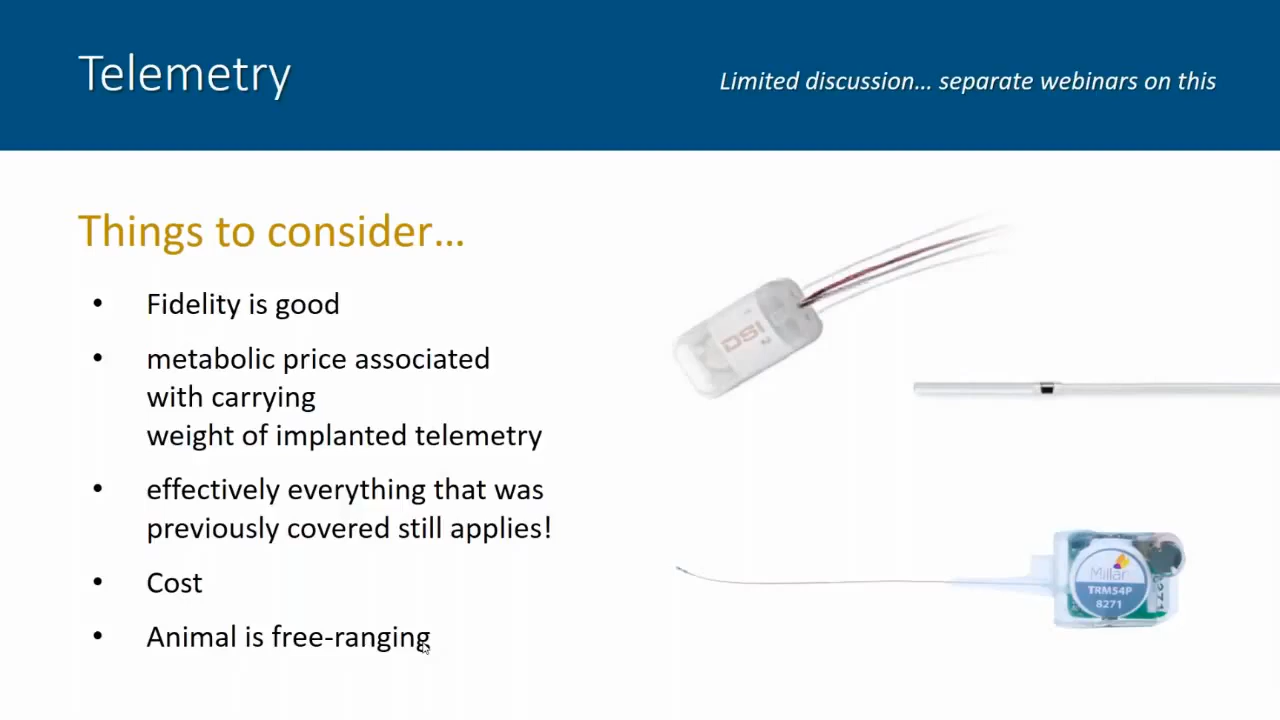 Telemetry
Limited discussion... separate webinars on this
Things to consider...
• Fidelity is good
• metabolic price associated
with carrying
weight of implanted telemetry
• effectively everything that was
previously covered still applies!
• Cost
• Animal is free-ranging
DSI
Millar
TRM54P
8271